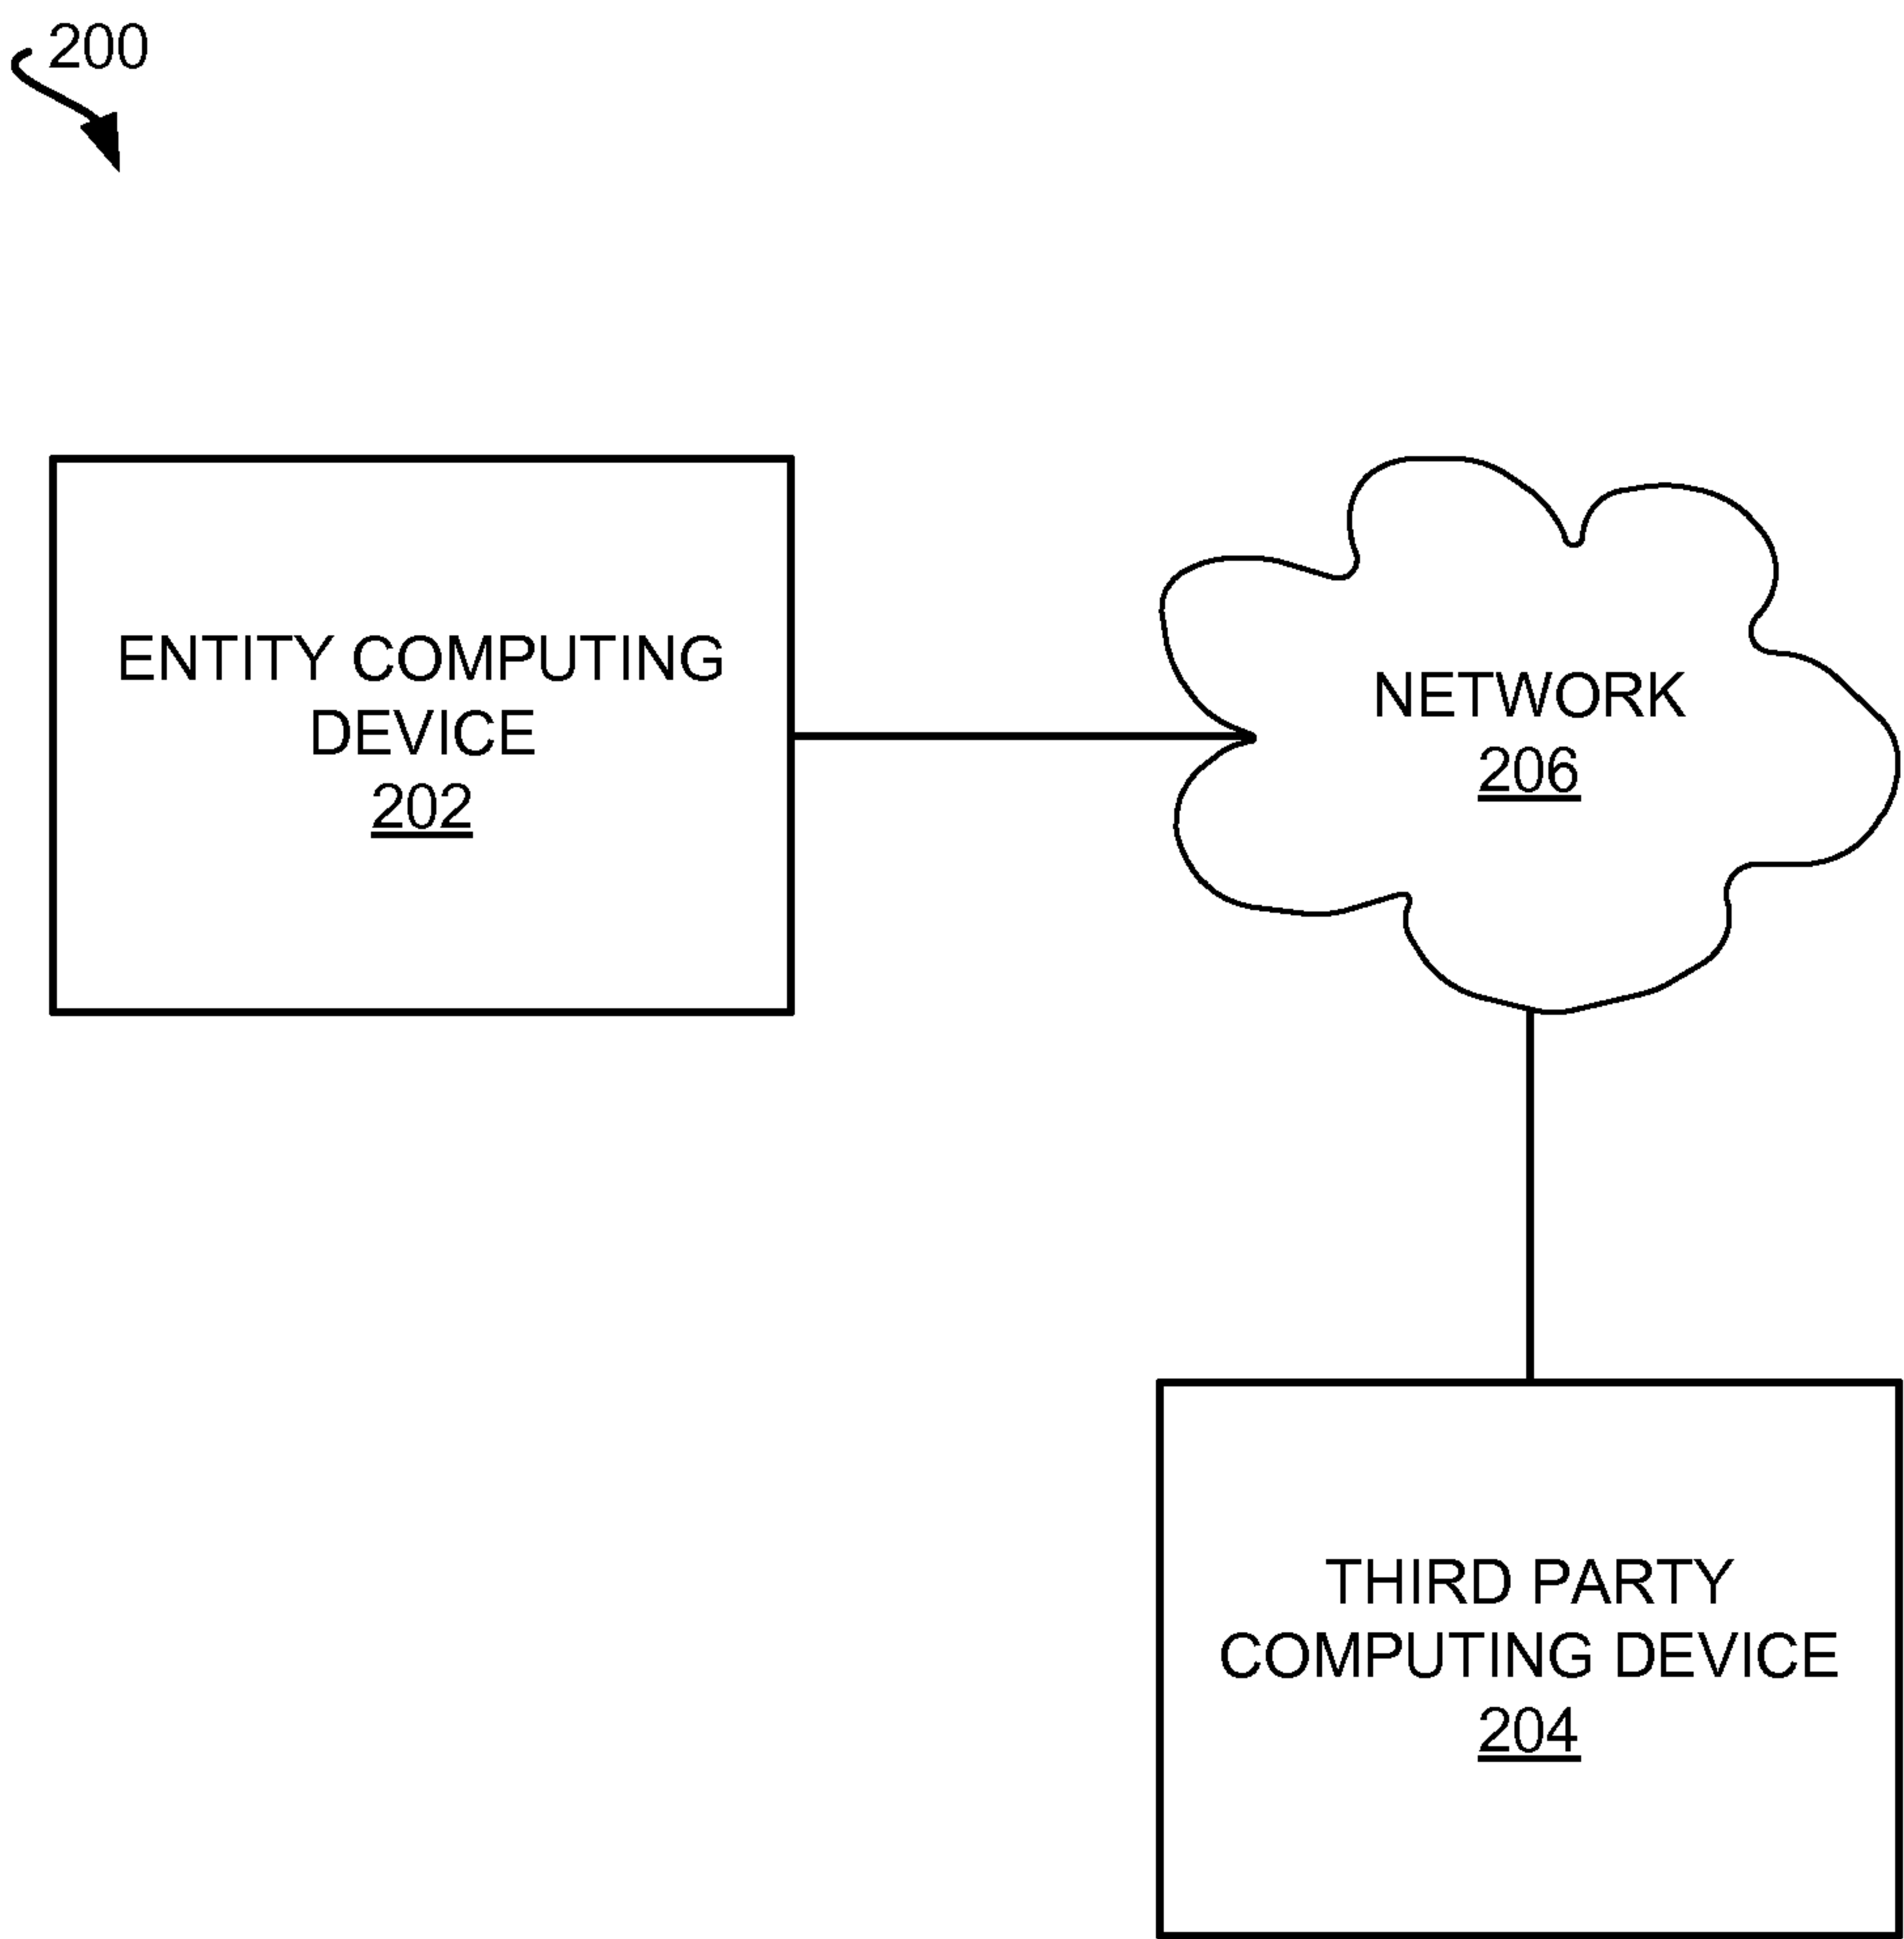 200
ENTITY COMPUTING
DEVICE
202
NETWORK
206
THIRD PARTY
COMPUTING DEVICE
204